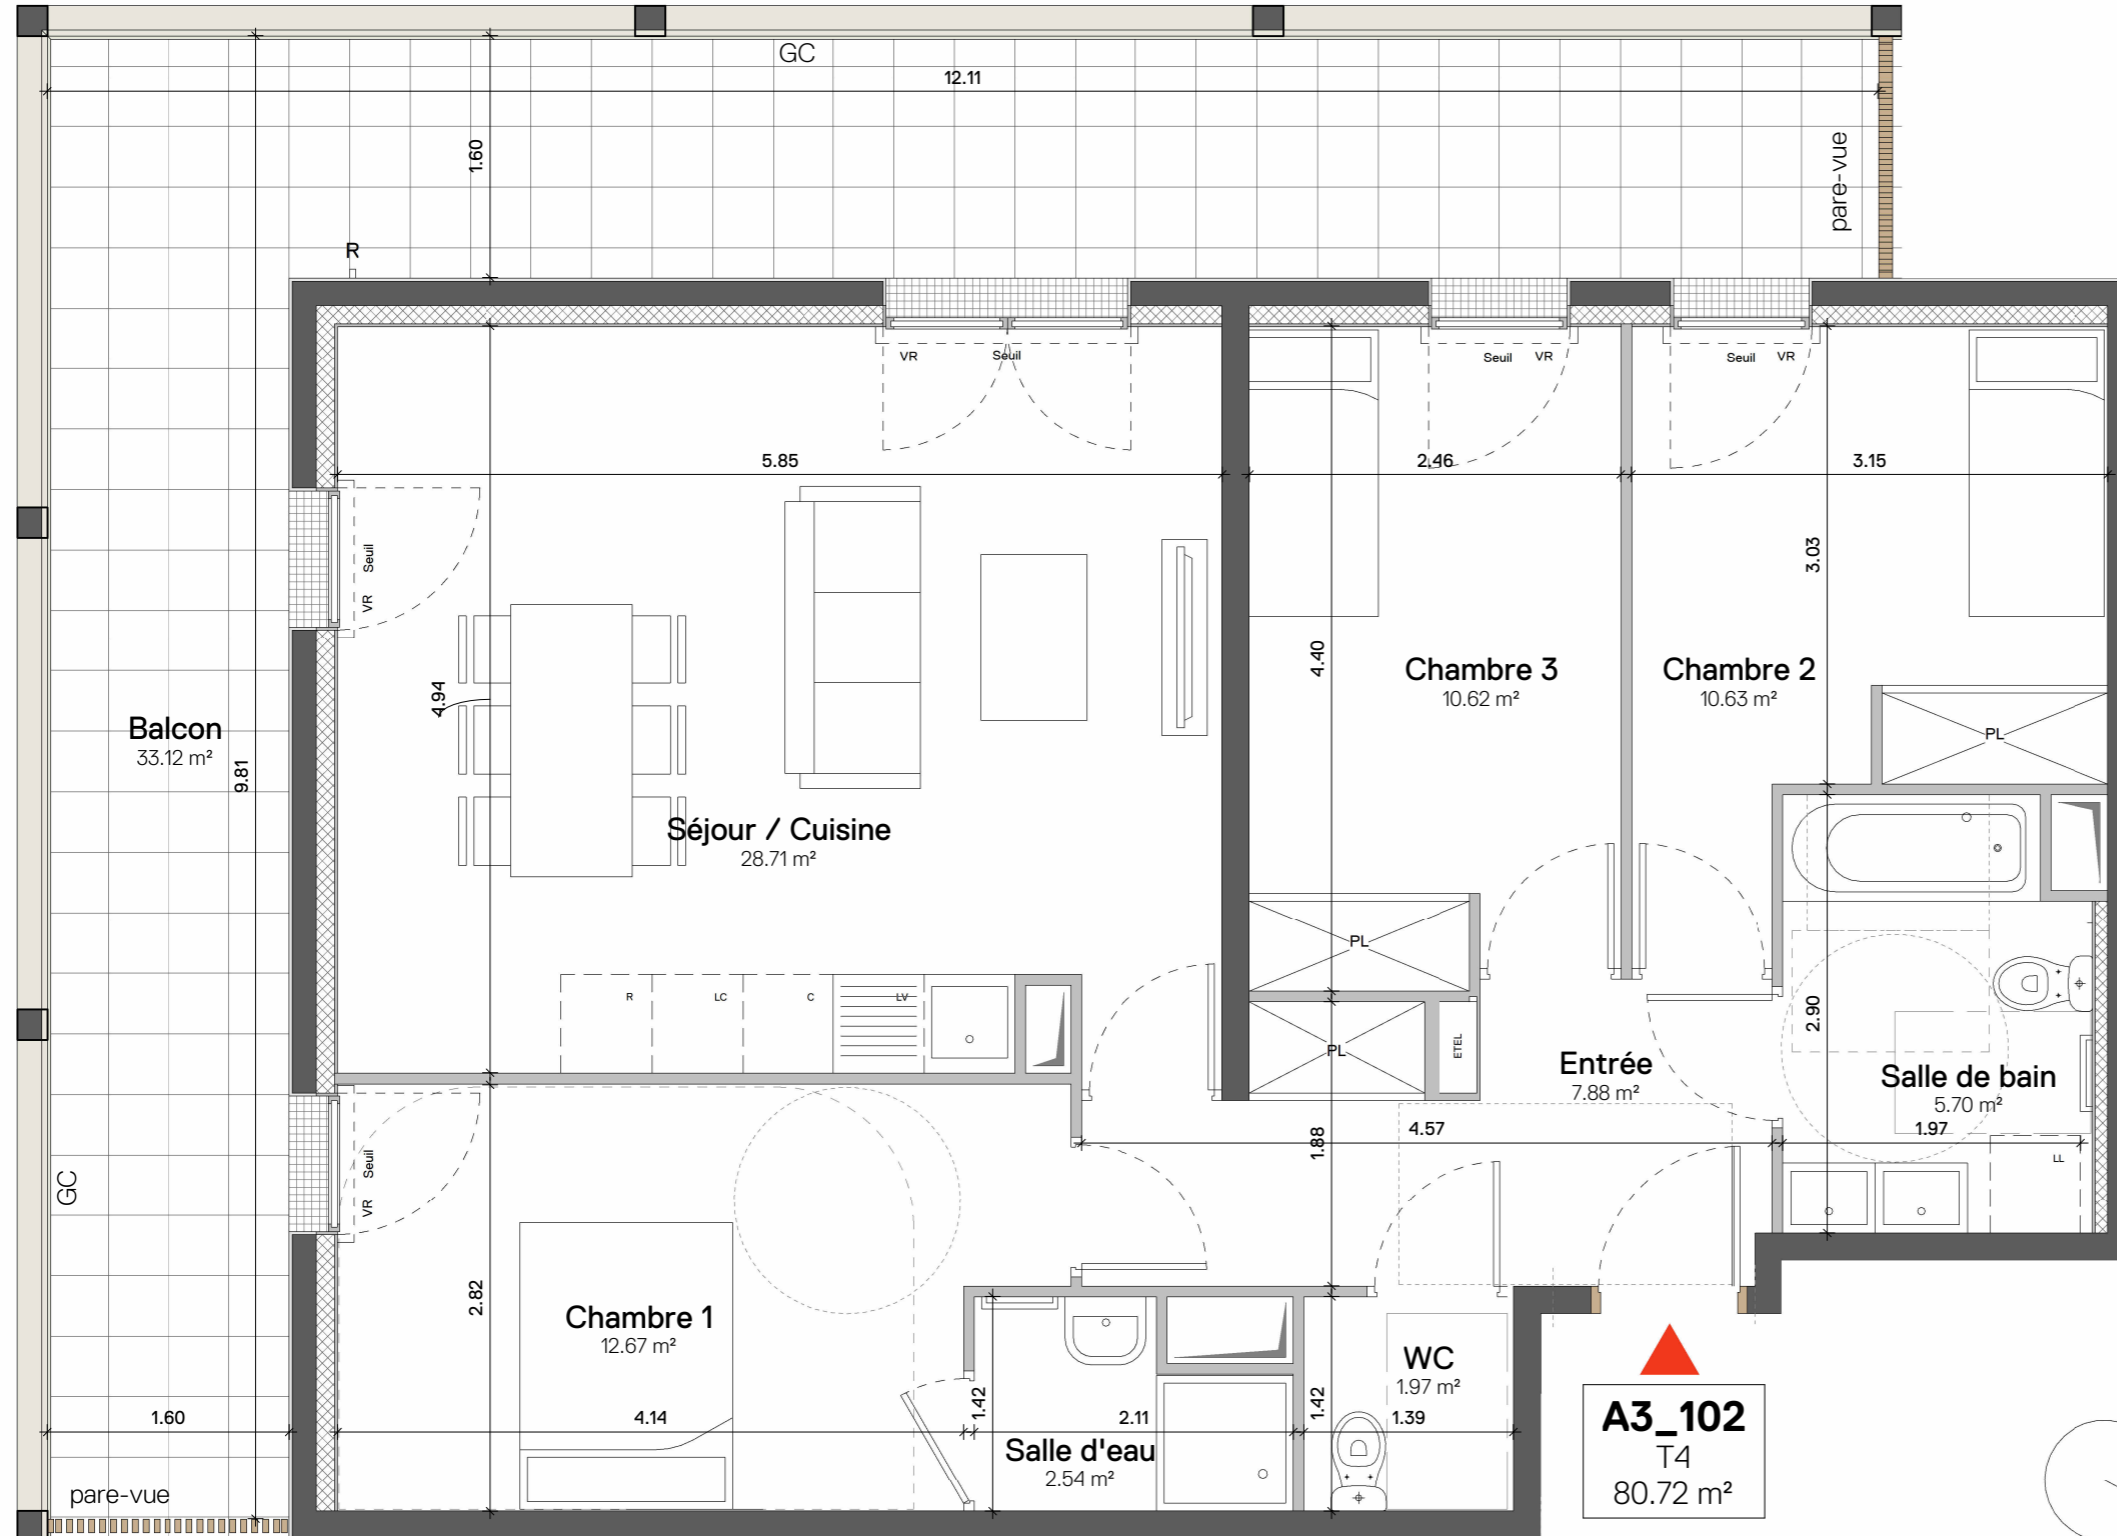 GC
12.11
1.60
pare-vue
R
VR
Seuil
Seuil
VR
Seuil
VR
5.85
2.46
3.15
Seuil
VR
3.03
4.40
Chambre 3
10.62 m²
Chambre 2
10.63 m²
4.94
Balcon
33.12 m²
9.81
PL
Séjour / Cuisine
28.71 m²
PL
R
LC
C
LV
PL
ETEL
2.90
Entrée
7.88 m²
Salle de bain
5.70 m²
1.97
4.57
1.88
LL
GC
Seuil
VR
2.82
Chambre 1
12.67 m²
WC
1.97 m²
1.42
1.42
1.60
4.14
2.11
1.39
Salle d'eau
2.54 m²
A3_102
T4
80.72 m²
pare-vue